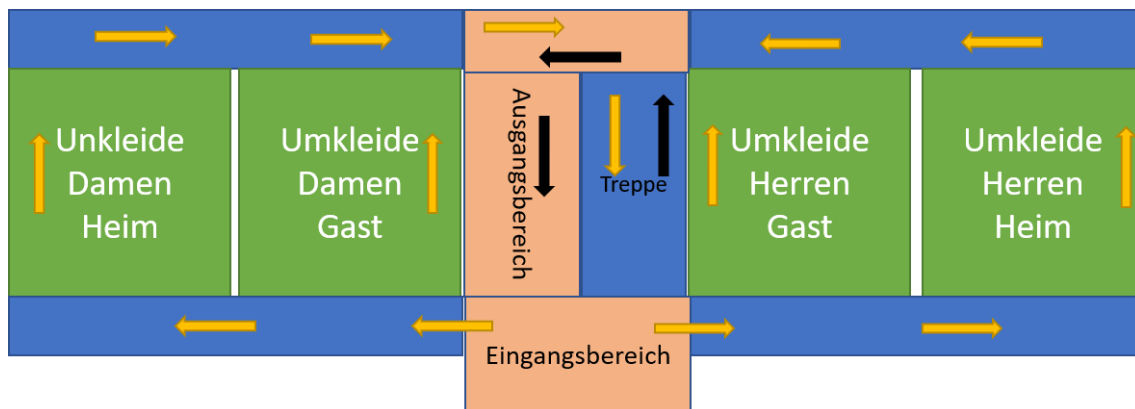 Unkleide
Damen
Heim
Umkleide
Damen
Gast
Ausgangsbereich
Treppe
Umkleide
Herren
Gast
Umkleide
Herren
Heim
Eingangsbereich